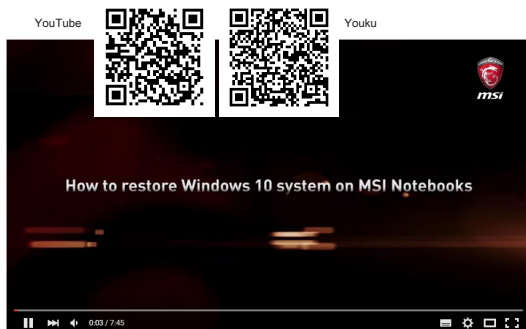 YouTube
Youku
msi
How to restore Windows 10 system on MSI Notebooks
0:03 / 7:45